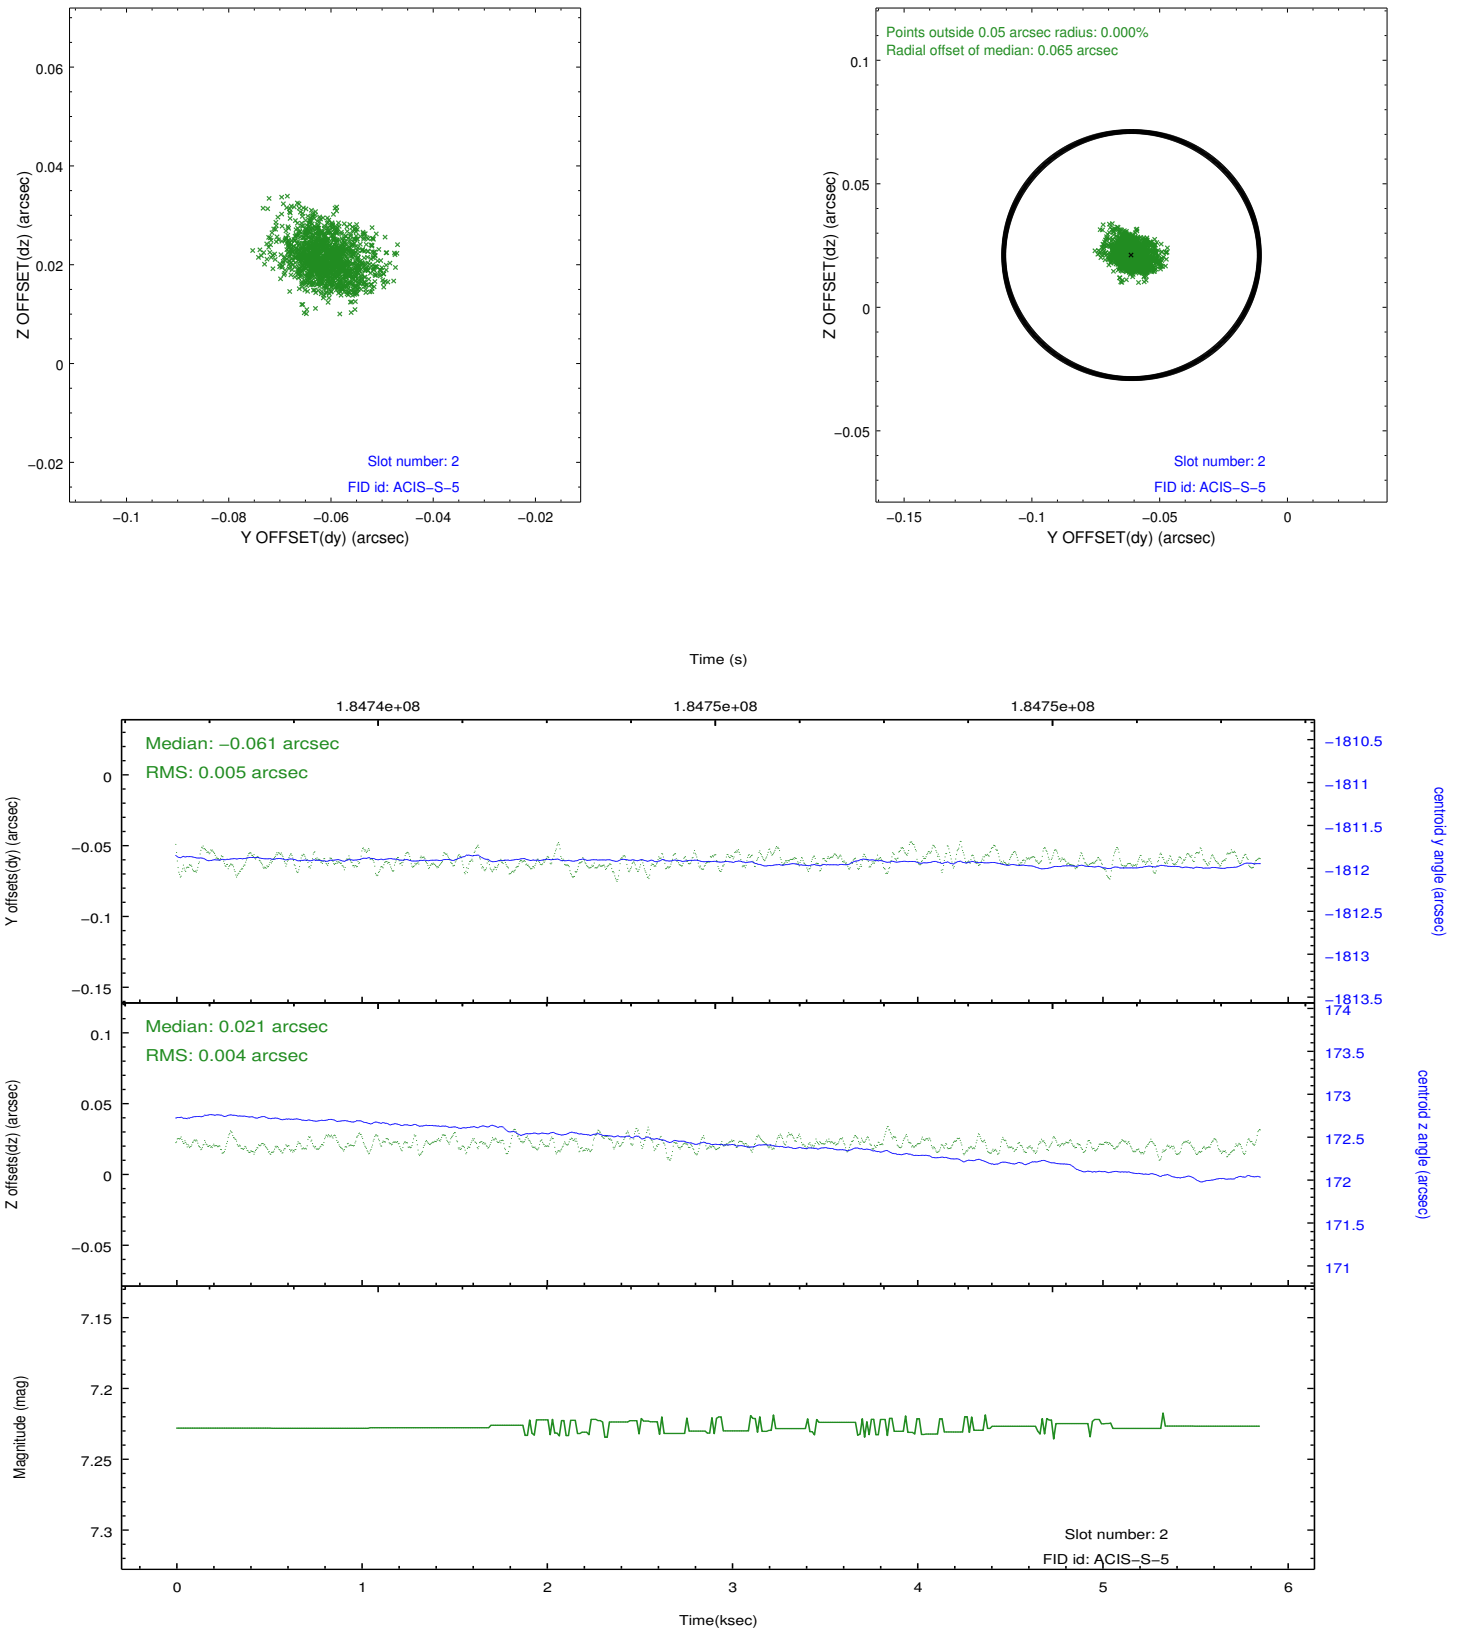 0.06
0.04
0.02
0
−0.02
Z OFFSET(dz) (arcsec)
Slot number: 2
FID id: ACIS−S−5
−0.1
−0.08
−0.06
−0.04
−0.02
Y OFFSET(dy) (arcsec)
Points outside 0.05 arcsec radius: 0.000%
Radial offset of median: 0.065 arcsec
0.1
0.05
0
−0.05
Z OFFSET(dz) (arcsec)
Slot number: 2
FID id: ACIS−S−5
−0.15
−0.1
−0.05
0
Y OFFSET(dy) (arcsec)
Time (s)
1.8474e+08
1.8475e+08
1.8475e+08
Median: −0.061 arcsec
RMS: 0.005 arcsec
0
−0.05
−0.1
−0.15
Y offsets(dy) (arcsec)
−1810.5
−1811
−1811.5
−1812
−1812.5
−1813
−1813.5
centroid y angle (arcsec)
Median: 0.021 arcsec
RMS: 0.004 arcsec
0.1
0.05
0
−0.05
Z offsets(dz) (arcsec)
174
173.5
173
172.5
172
171.5
171
centroid z angle (arcsec)
7.15
7.2
7.25
7.3
Magnitude (mag)
Slot number: 2
FID id: ACIS−S−5
0
1
2
3
4
5
6
Time(ksec)